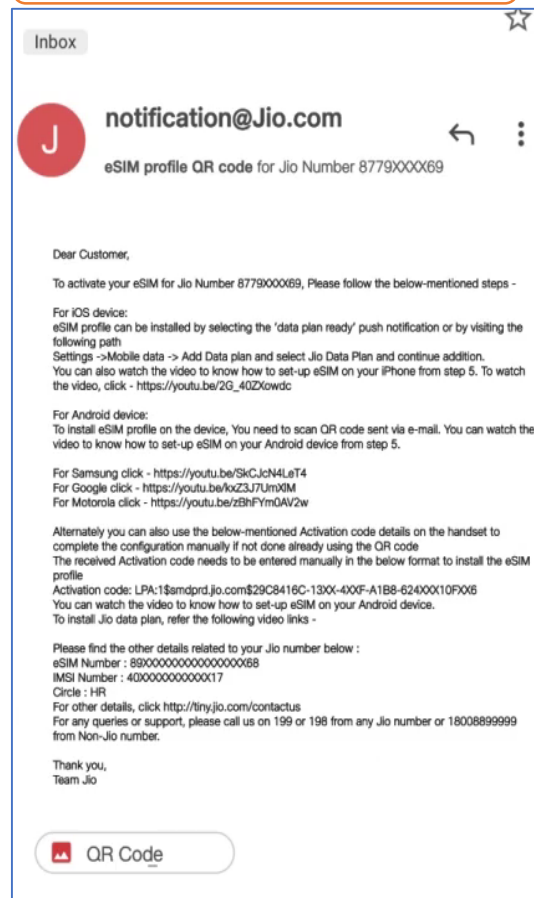 Inbox
J
notification@Jio.com
eSIM profile QR code for Jio Number 8779XXXX69
Dear Customer,
To activate your eSIM for Jio Number 8779XXXX69, Please follow the below-mentioned steps -
For iOS device:
eSIM profile can be installed by selecting the 'data plan ready' push notification or by visiting the
following path
Settings ->Mobile data -> Add Data plan and select Jio Data Plan and continue addition.
You can also watch the video to know how to set-up eSIM on your iPhone from step 5. To watch
the video, click - https://youtu.be/2G_40ZXowdc
For Android device:
To install eSIM profile on the device, You need to scan QR code sent via e-mail. You can watch the
video to know how to set-up eSIM on your Android device from step 5.
For Samsung click - https://youtu.be/SkCJcN4LeT4
For Google click - https://youtu.be/kxZ3J7UmXlM
For Motorola click - https://youtu.be/zBhFYm0AV2w
Alternately you can also use the below-mentioned Activation code details on the handset to
complete the configuration manually if not done already using the QR code
The received Activation code needs to be entered manually in the below format to install the eSIM
profile
Activation code: LPA:1$smdprd.jio.com$29C8416C-13XX-4XXF-A1B8-624XXX10FXX6
You can watch the video to know how to set-up eSIM on your Android device.
To install Jio data plan, refer the following video links -
Please find the other details related to your Jio number below :
eSIM Number : 89XXXXXXXXXXXXXXXX68
IMSI Number : 40XXXXXXXXXXX17
Circle : HR
For other details, click http://tiny.jio.com/contactus
For any queries or support, please call us on 199 or 198 from any Jio number or 18008899999
from Non-Jio number.
Thank you,
Team Jio
QR Code